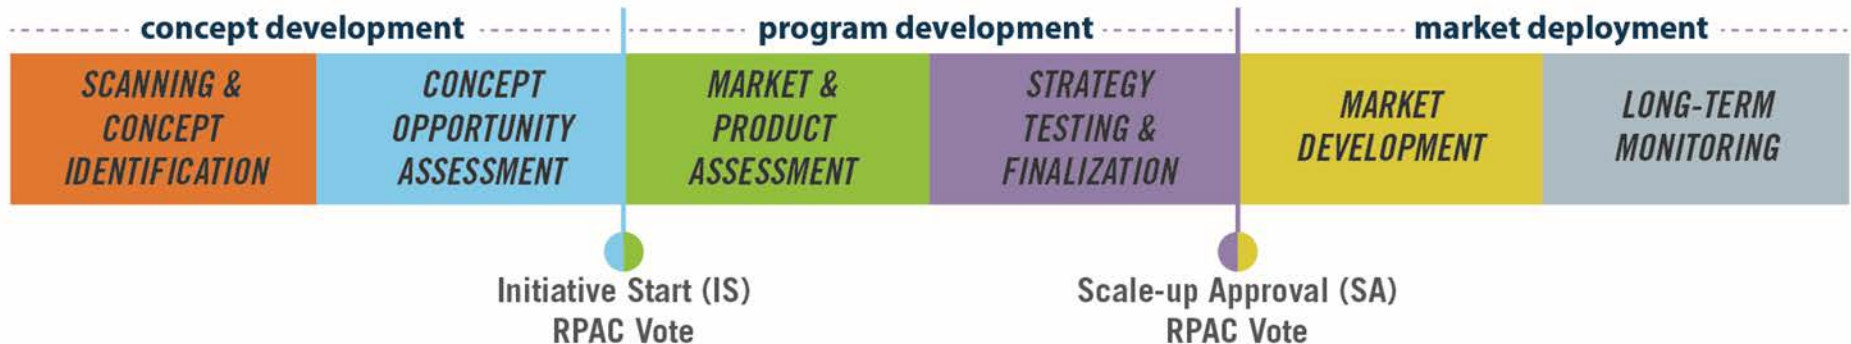 concept development
program development
market deployment
SCANNING &
CONCEPT
IDENTIFICATION
CONCEPT
OPPORTUNITY
ASSESSMENT
MARKET &
PRODUCT
ASSESSMENT
STRATEGY
TESTING &
FINALIZATION
MARKET
DEVELOPMENT
LONG-TERM
MONITORING
Initiative Start (IS)
RPAC Vote
Scale-up Approval (SA)
RPAC Vote